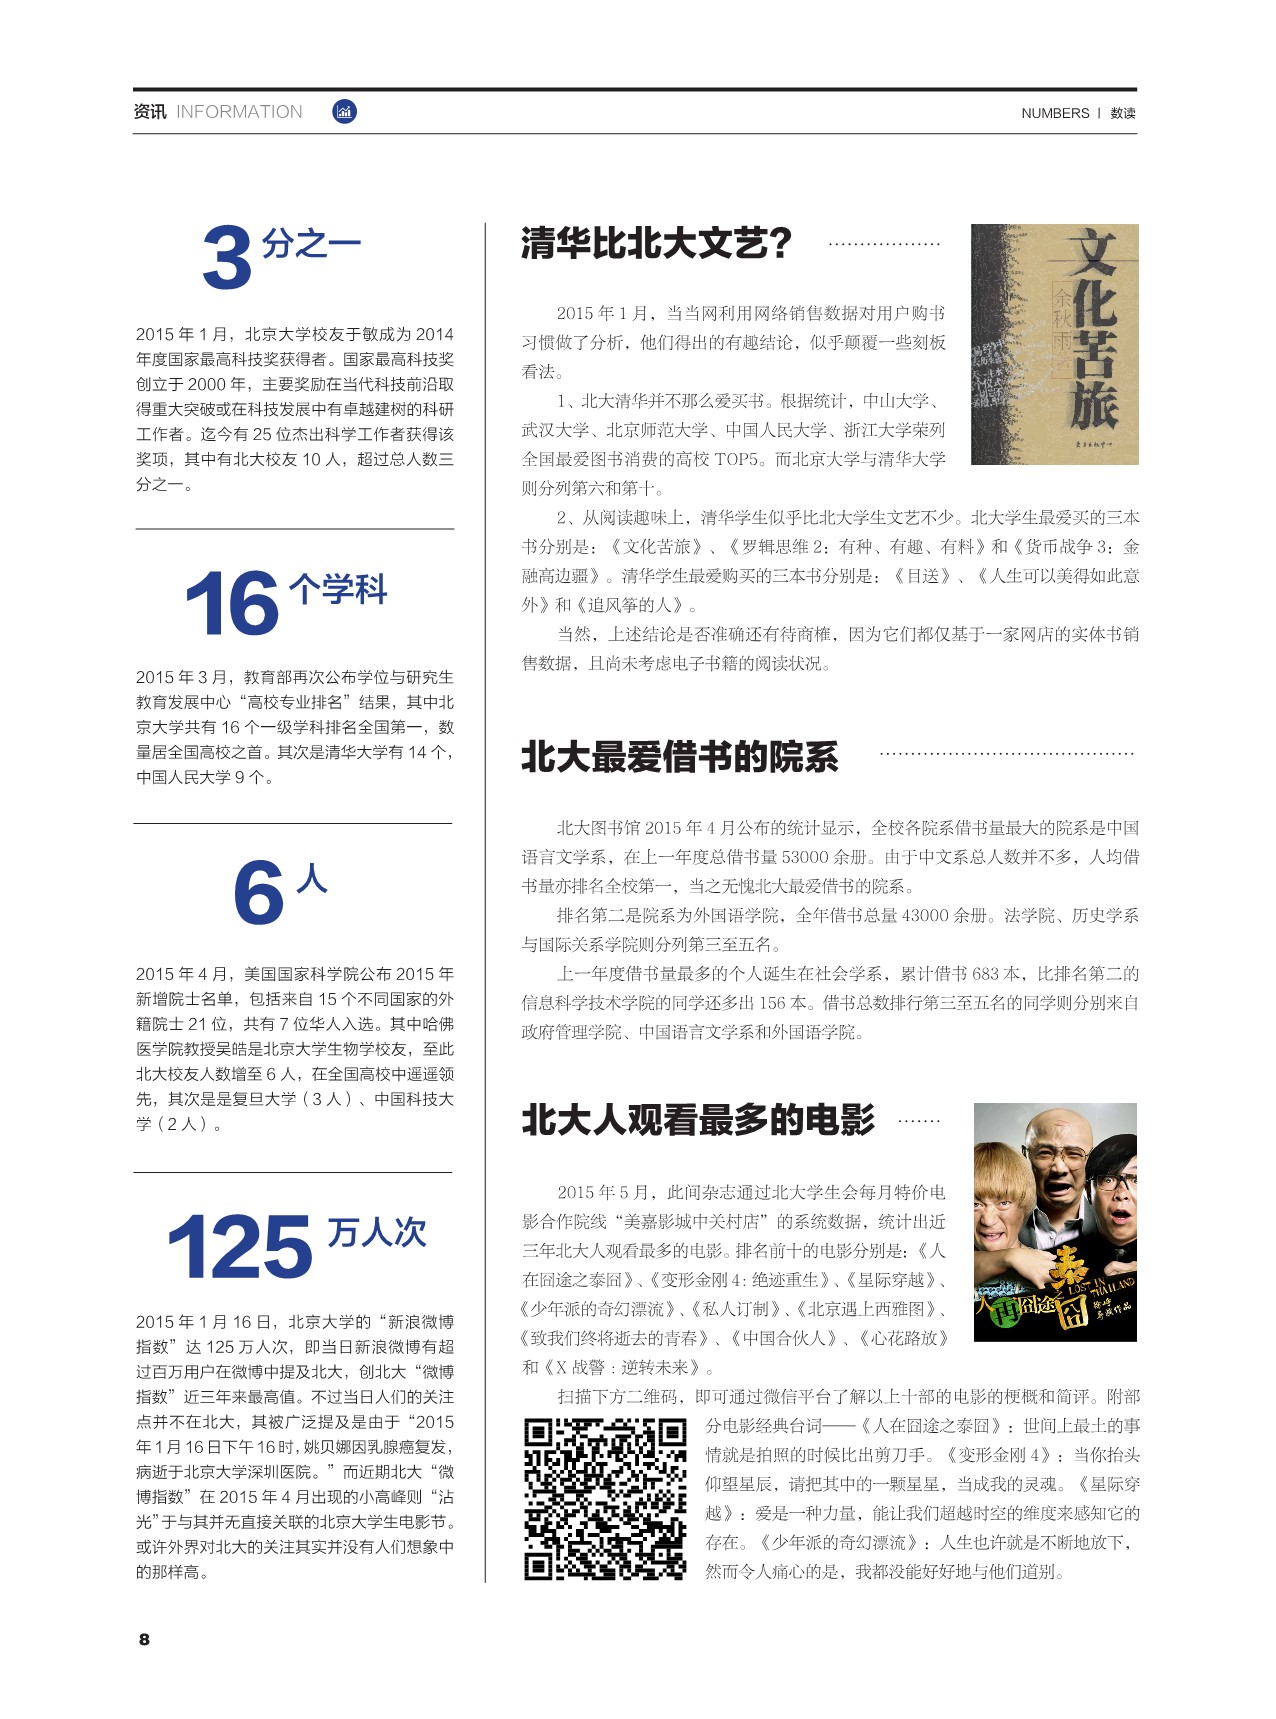 资讯 INFORMATION
NUMBERS | 数读
3 分之一
2015 年 1 月，北京大学校友于敏成为 2014
年度国家最高科技奖获得者。国家最高科技奖
创立于 2000 年，主要奖励在当代科技前沿取
得重大突破或在科技发展中有卓越建树的科研
工作者。迄今有 25 位杰出科学工作者获得该
奖项，其中有北大校友 10 人，超过总人数三
分之一。
16 个学科
2015 年 3 月，教育部再次公布学位与研究生
教育发展中心“高校专业排名”结果，其中北
京大学共有 16 个一级学科排名全国第一，数
量居全国高校之首。其次是清华大学有 14 个，
中国人民大学 9 个。
6 人
2015 年 4 月，美国国家科学院公布 2015 年
新增院士名单，包括来自 15 个不同国家的外
籍院士 21 位，共有 7 位华人入选。其中哈佛
医学院教授吴皓是北京大学生物学校友，至此
北大校友人数增至 6 人，在全国高校中遥遥领
先，其次是是复旦大学（3 人）、中国科技大
学（2 人）。
125 万人次
2015 年 1 月 16 日，北京大学的“新浪微博
指数”达 125 万人次，即当日新浪微博有超
过百万用户在微博中提及北大，创北大“微博
指数”近三年来最高值。不过当日人们的关注
点并不在北大，其被广泛提及是由于“2015
年 1 月 16 日下午 16 时，姚贝娜因乳腺癌复发，
病逝于北京大学深圳医院。”而近期北大“微
博指数”在 2015 年 4 月出现的小高峰则“沾
光”于与其并无直接关联的北京大学生电影节。
或许外界对北大的关注其实并没有人们想象中
的那样高。
清华比北大文艺？
2015 年 1 月，当当网利用网络销售数据对用户购书
习惯做了分析，他们得出的有趣结论，似乎颠覆一些刻板
看法。
1、北大清华并不那么爱买书。根据统计，中山大学、
武汉大学、北京师范大学、中国人民大学、浙江大学荣列
全国最爱图书消费的高校 TOP5。而北京大学与清华大学
则分列第六和第十。
2、从阅读趣味上，清华学生似乎比北大学生文艺不少。北大学生最爱买的三本
书分别是：《文化苦旅》、《罗辑思维 2：有种、有趣、有料》和《货币战争 3：金
融高边疆》。清华学生最爱购买的三本书分别是：《目送》、《人生可以美得如此意
外》和《追风筝的人》。
当然，上述结论是否准确还有待商榷，因为它们都仅基于一家网店的实体书销
售数据，且尚未考虑电子书籍的阅读状况。
文化苦旅
余秋雨
东方出版中心
北大最爱借书的院系
北大图书馆 2015 年 4 月公布的统计显示，全校各院系借书量最大的院系是中国
语言文学系，在上一年度总借书量 53000 余册。由于中文系总人数并不多，人均借
书量亦排名全校第一，当之无愧北大最爱借书的院系。
排名第二是院系为外国语学院，全年借书总量 43000 余册。法学院、历史学系
与国际关系学院则分列第三至五名。
上一年度借书量最多的个人诞生在社会学系，累计借书 683 本，比排名第二的
信息科学技术学院的同学还多出 156 本。借书总数排行第三至五名的同学则分别来自
政府管理学院、中国语言文学系和外国语学院。
北大人观看最多的电影
2015 年 5 月，此间杂志通过北大学生会每月特价电
影合作院线“美嘉影城中关村店”的系统数据，统计出近
三年北大人观看最多的电影。排名前十的电影分别是：《人
在囧途之泰囧》、《变形金刚 4：绝迹重生》、《星际穿越》、
《少年派的奇幻漂流》、《私人订制》、《北京遇上西雅图》、
《致我们终将逝去的青春》、《中国合伙人》、《心花路放》
和《X 战警：逆转未来》。
泰
LOST IN
THAILAND
人再囧途之囧
徐峥
导演作品
扫描下方二维码，即可通过微信平台了解以上十部的电影的梗概和简评。附部
分电影经典台词——《人在囧途之泰囧》：世间上最土的事
情就是拍照的时候比出剪刀手。《变形金刚 4》：当你抬头
仰望星辰，请把其中的一颗星星，当成我的灵魂。《星际穿
越》：爱是一种力量，能让我们超越时空的维度来感知它的
存在。《少年派的奇幻漂流》：人生也许就是不断地放下，
然而令人痛心的是，我都没能好好地与他们道别。
8